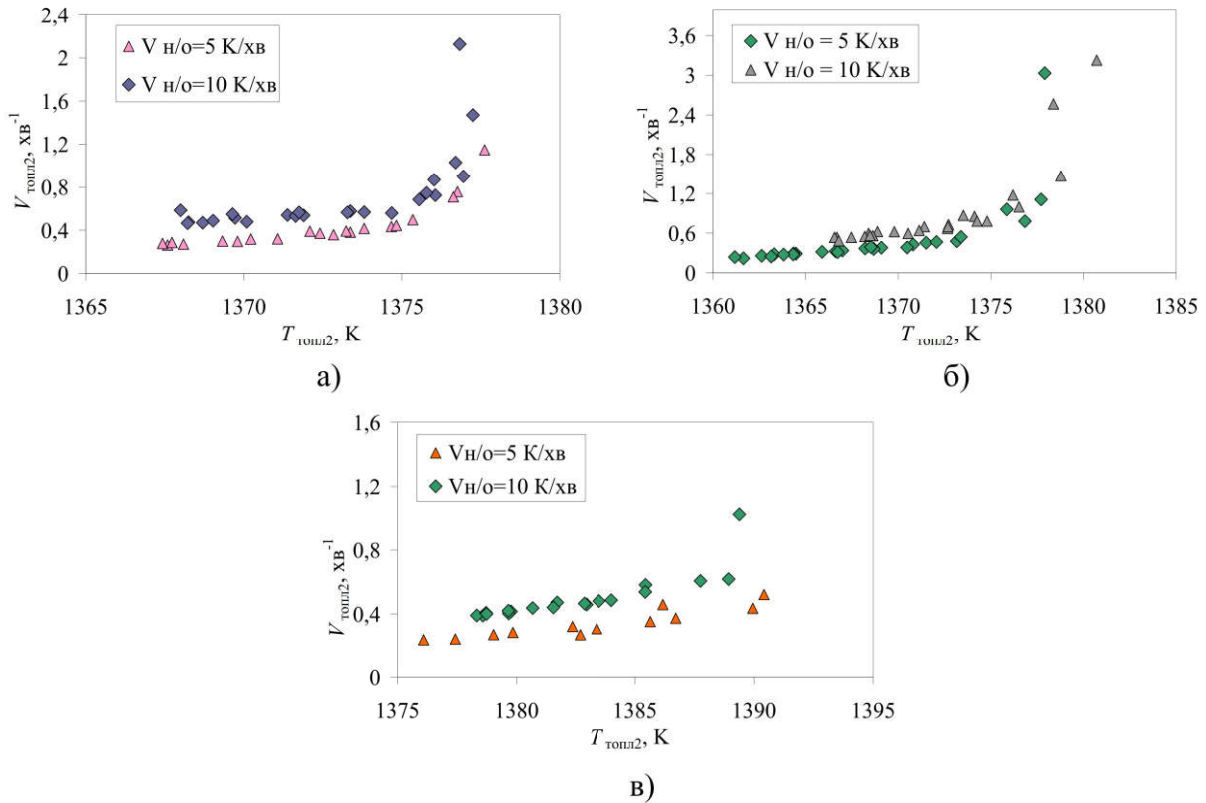 V н/о=5 К/хв
V н/о=10 К/хв
2,4
2
1,6
1,2
0,8
0,4
0
V топл2, хв-1
1365 1370 1375 1380
T топл2, К
а)
V н/о = 5 К/хв
V н/о = 10 К/хв
3,6
3
2,4
1,8
1,2
0,6
0
V топл2, хв-1
1360 1365 1370 1375 1380 1385
T топл2, К
б)
Vн/о=5 К/хв
Vн/о=10 К/хв
1,6
1,2
0,8
0,4
0
V топл2, хв-1
1375 1380 1385 1390 1395
T топл2, К
в)